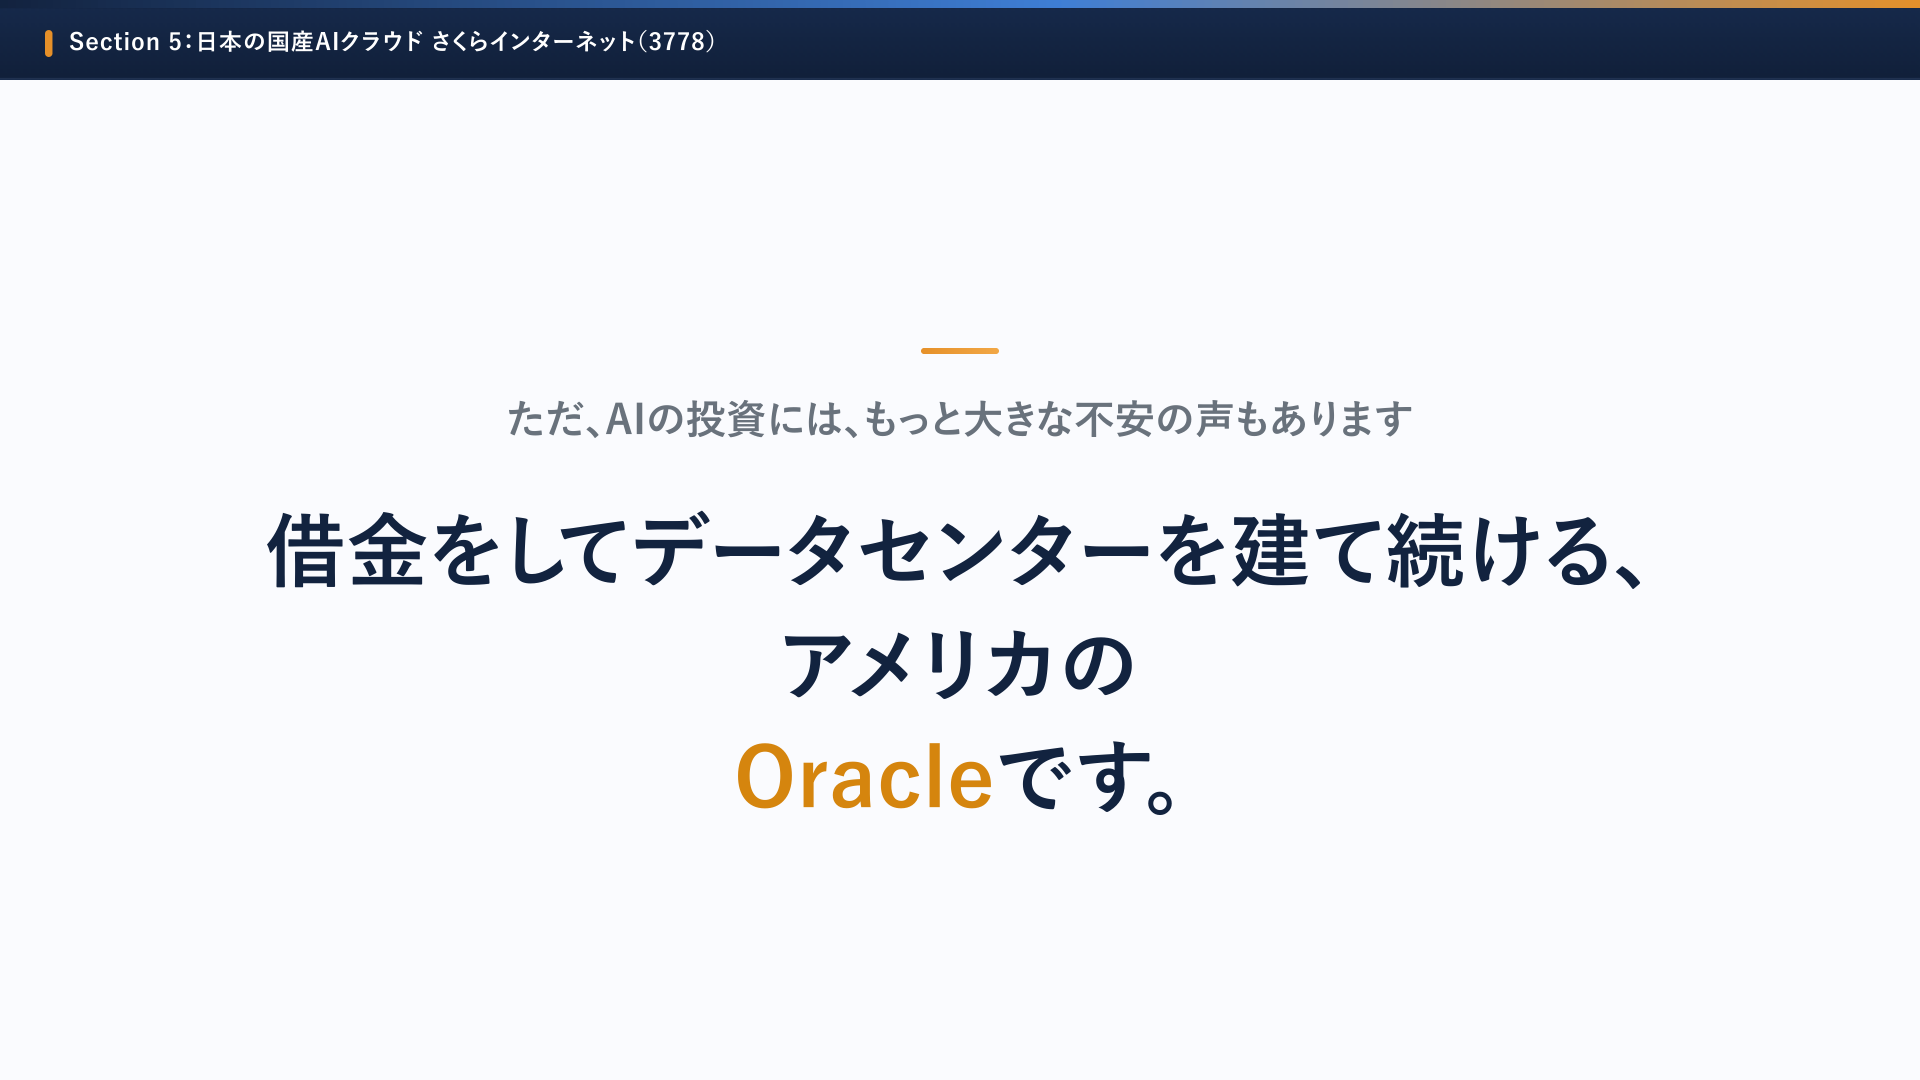 Section 5：日本の国産AIクラウド さくらインターネット（3778）
ただ、AIの投資には、もっと大きな不安の声もあります
借金をしてデータセンターを建て続ける、
アメリカの
Oracleです。